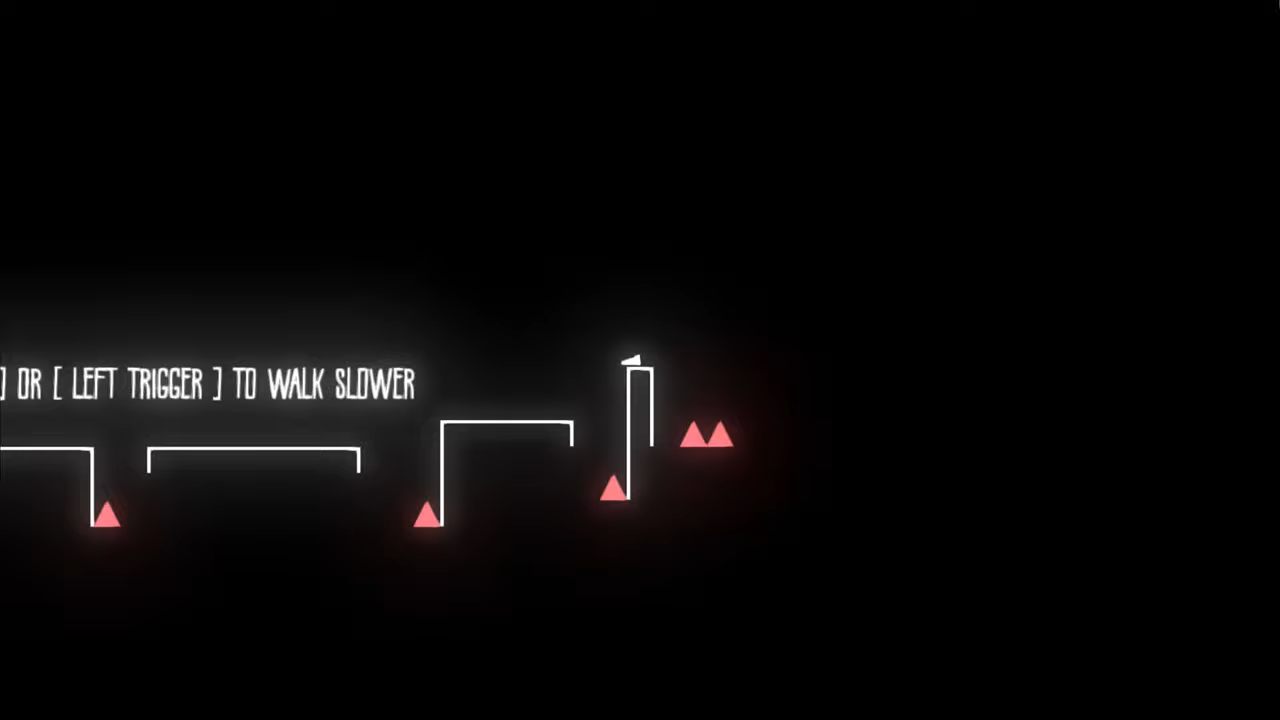 ] OR [ LEFT TRIGGER ] TO WALK SLOWER